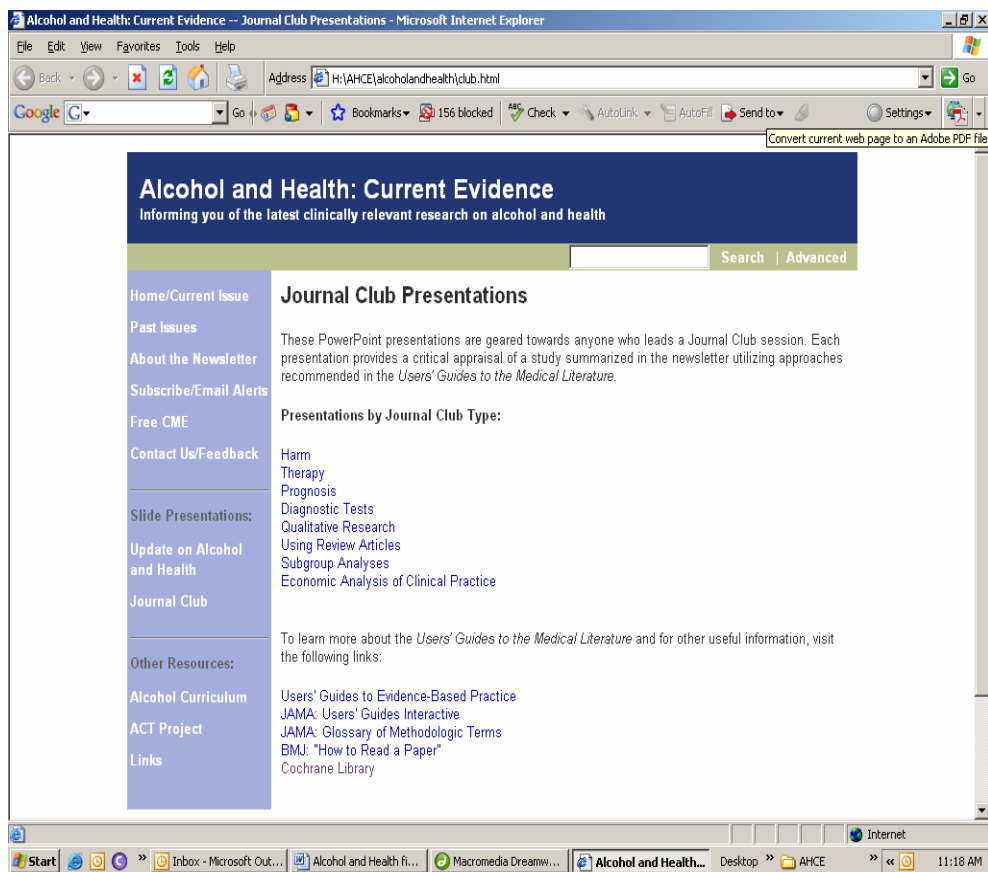 Alcohol and Health: Current Evidence -- Journal Club Presentations - Microsoft Internet Explorer
File Edit View Favorites Tools Help
Back Address H:\AHCE\alcoholandhealth\club.html Go
Google G Go Bookmarks 156 blocked ABC Check AutoLink AutoFill Send to Settings
Convert current web page to an Adobe PDF file
Alcohol and Health: Current Evidence
Informing you of the latest clinically relevant research on alcohol and health
Search | Advanced
Home/Current Issue
Past Issues
About the Newsletter
Subscribe/Email Alerts
Free CME
Contact Us/Feedback
Slide Presentations:
Update on Alcohol
and Health
Journal Club
Other Resources:
Alcohol Curriculum
ACT Project
Links
Journal Club Presentations
These PowerPoint presentations are geared towards anyone who leads a Journal Club session. Each
presentation provides a critical appraisal of a study summarized in the newsletter utilizing approaches
recommended in the Users' Guides to the Medical Literature.
Presentations by Journal Club Type:
Harm
Therapy
Prognosis
Diagnostic Tests
Qualitative Research
Using Review Articles
Subgroup Analyses
Economic Analysis of Clinical Practice
To learn more about the Users' Guides to the Medical Literature and for other useful information, visit
the following links:
Users' Guides to Evidence-Based Practice
JAMA: Users' Guides Interactive
JAMA: Glossary of Methodologic Terms
BMJ: "How to Read a Paper"
Cochrane Library
Internet
Start » Inbox - Microsoft Out... Alcohol and Health fi... Macromedia Dreamw... Alcohol and Health... Desktop » AHCE » « 11:18 AM